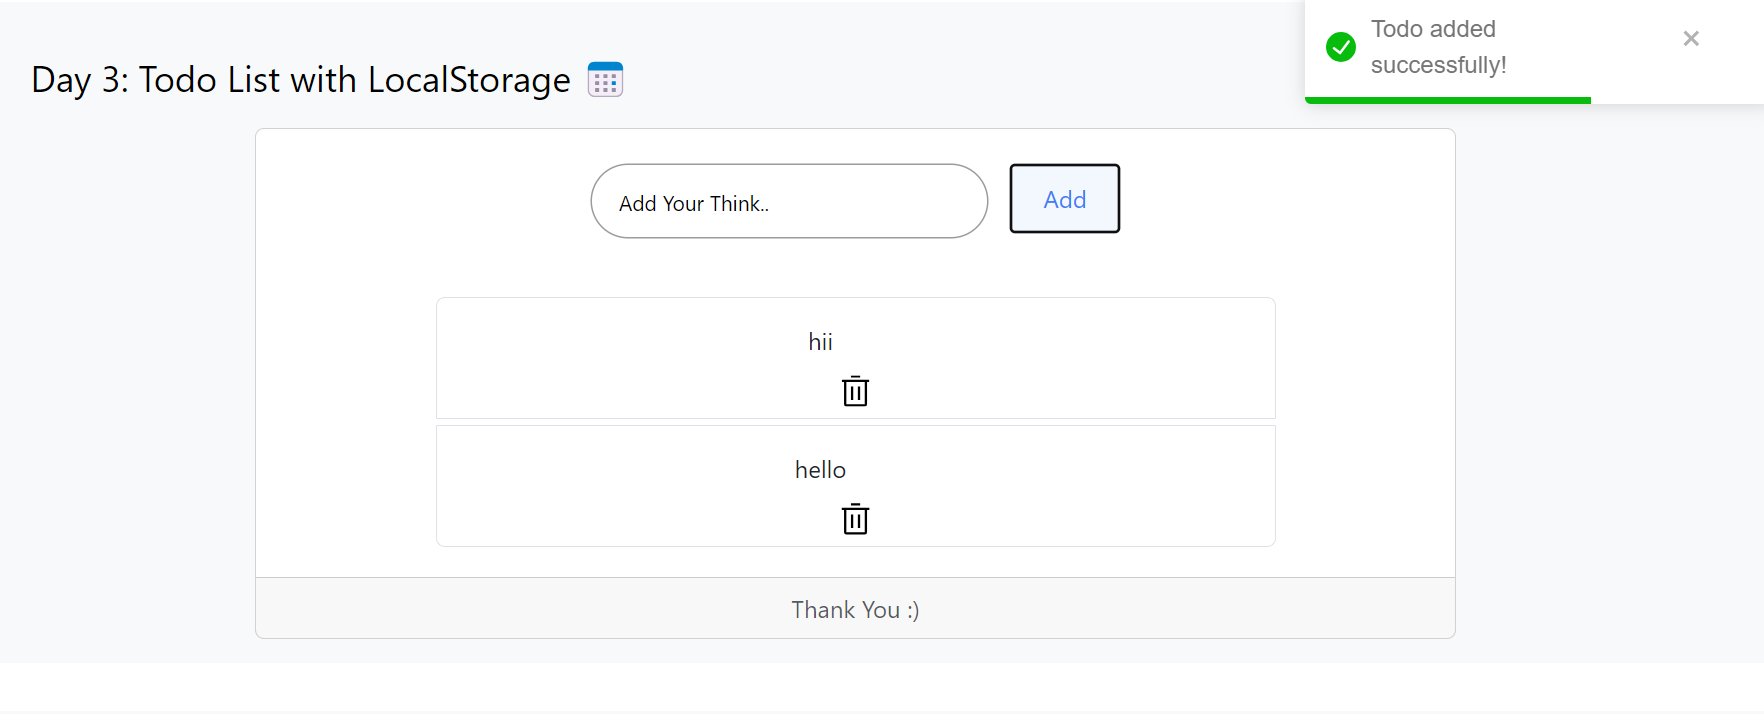 Todo added
successfully!
Day 3: Todo List with LocalStorage
Add Your Think..
Add
hii
hello
Thank You :)